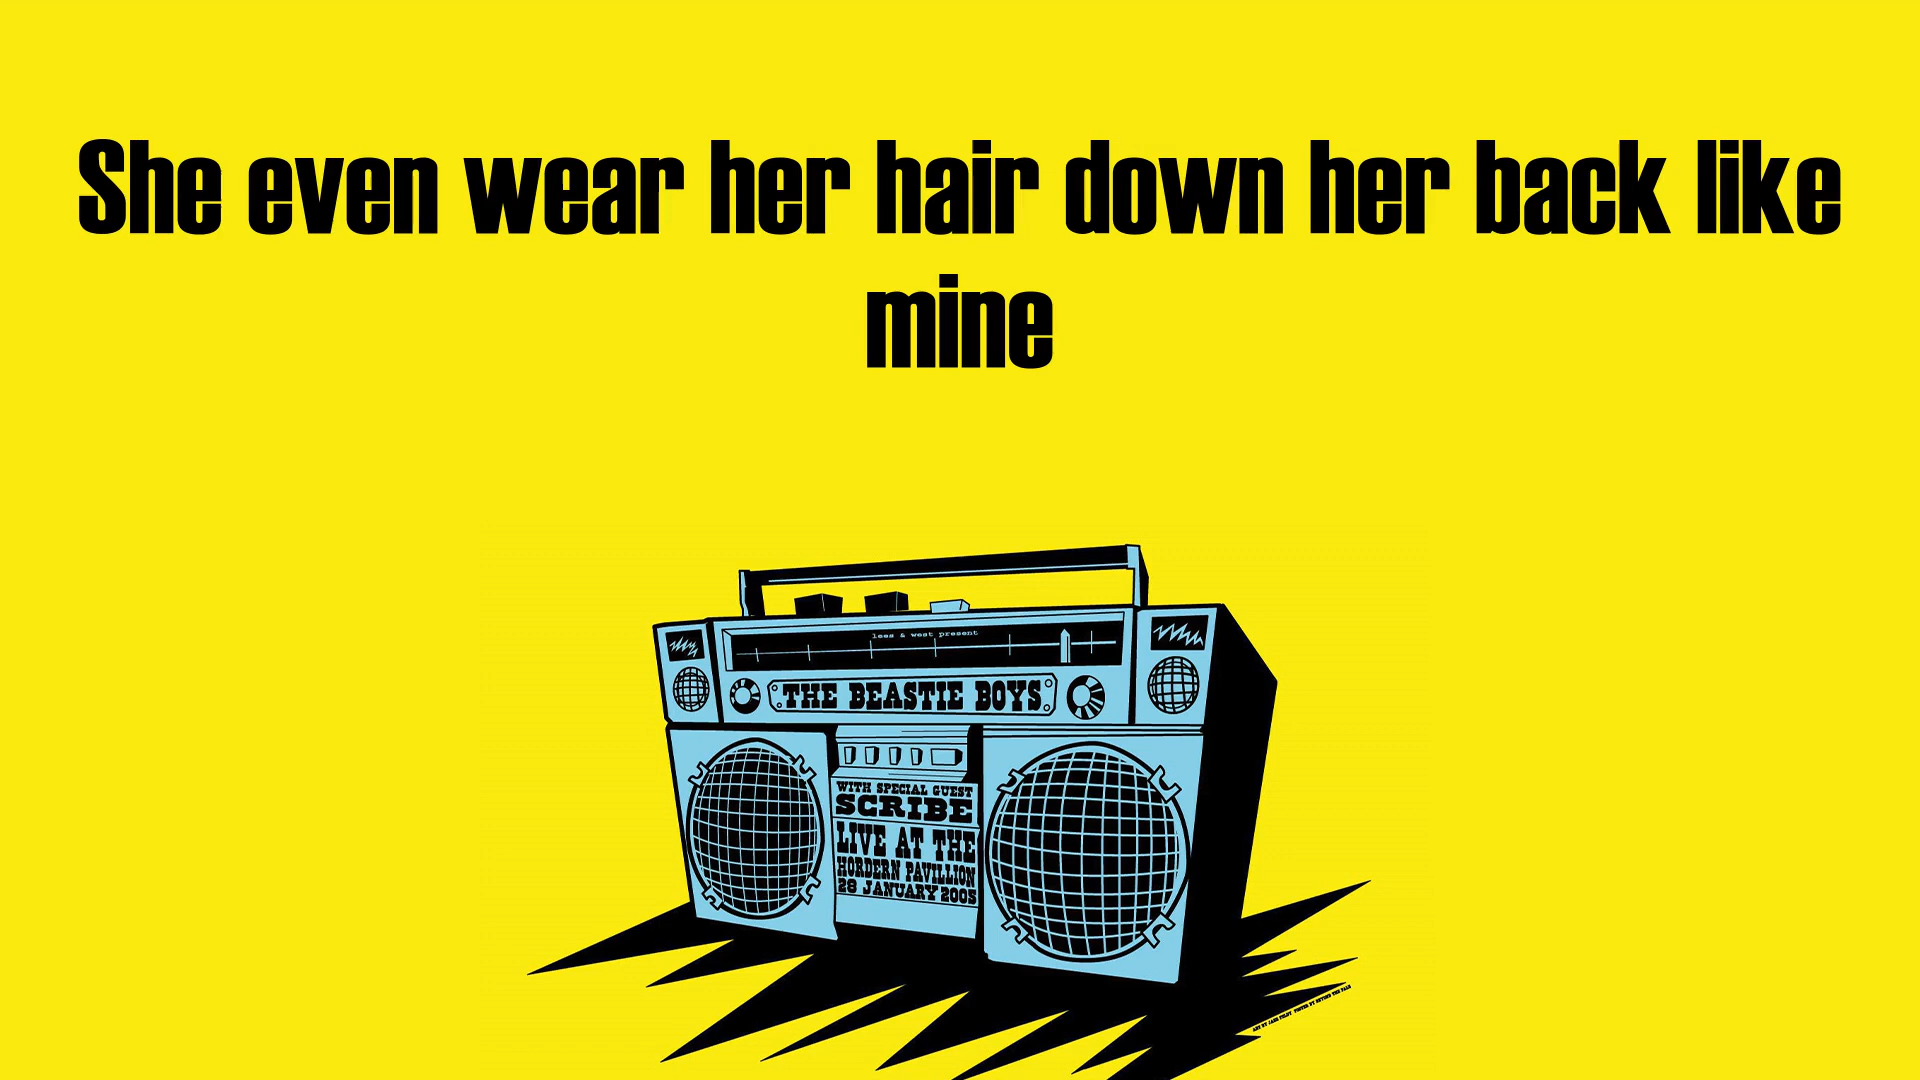 She even wear her hair down her back like
mine
lees & west present
THE BEASTIE BOYS
WITH SPECIAL GUEST
SCRIBE
LIVE AT THE
HORDERN PAVILLION
28 JANUARY 2005